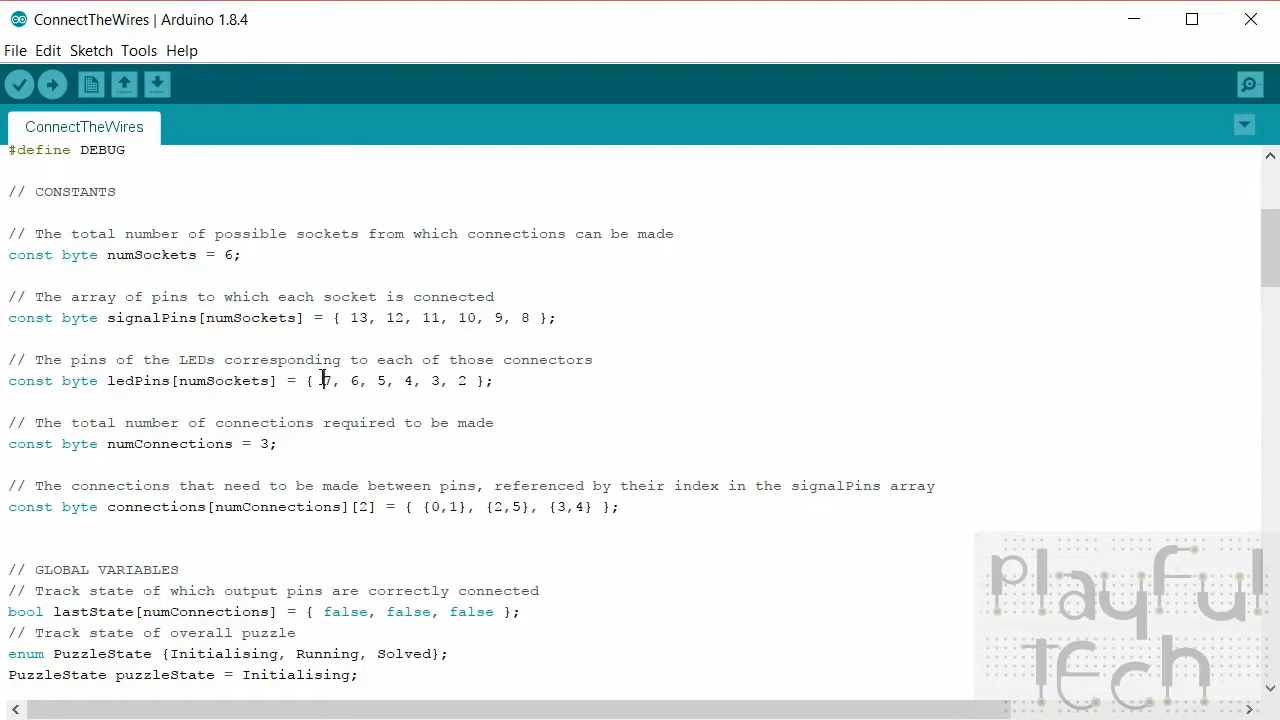 ConnectTheWires | Arduino 1.8.4
File Edit Sketch Tools Help
ConnectTheWires
#define DEBUG
// CONSTANTS
// The total number of possible sockets from which connections can be made
const byte numSockets = 6;
// The array of pins to which each socket is connected
const byte signalPins[numSockets] = { 13, 12, 11, 10, 9, 8 };
// The pins of the LEDs corresponding to each of those connectors
const byte ledPins[numSockets] = { 7, 6, 5, 4, 3, 2 };
// The total number of connections required to be made
const byte numConnections = 3;
// The connections that need to be made between pins, referenced by their index in the signalPins array
const byte connections[numConnections][2] = { {0,1}, {2,5}, {3,4} };
// GLOBAL VARIABLES
// Track state of which output pins are correctly connected
bool lastState[numConnections] = { false, false, false };
// Track state of overall puzzle
enum PuzzleState {Initialising, Running, Solved};
PuzzleState puzzleState = Initialising;
playful
TECh